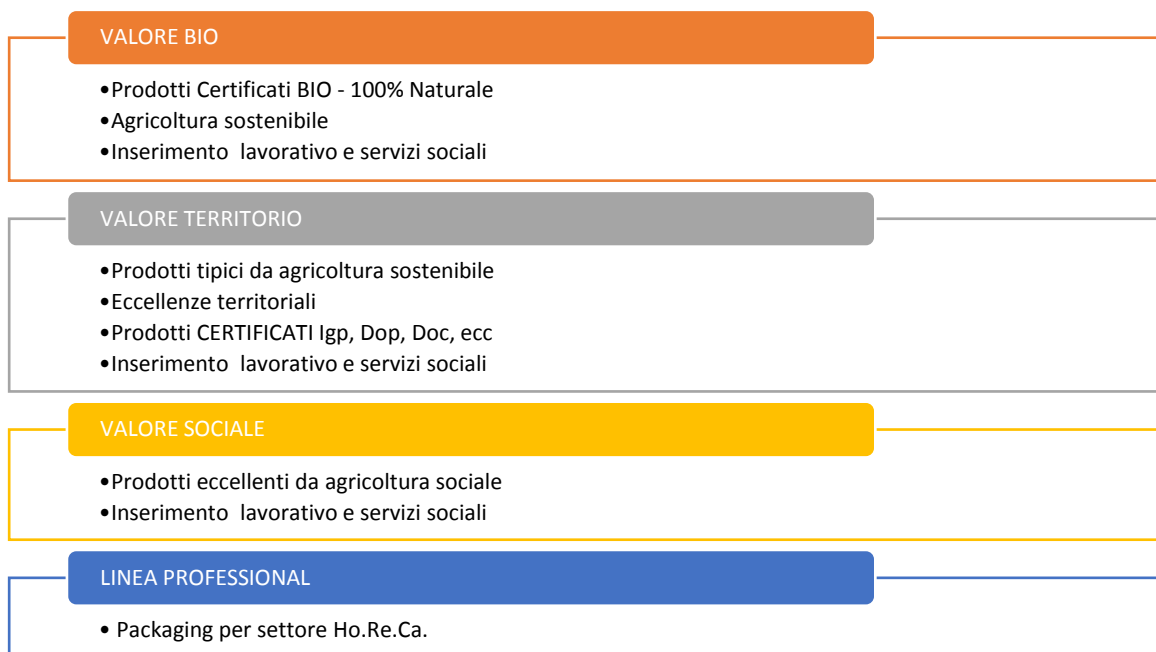 VALORE BIO
•Prodotti Certificati BIO - 100% Naturale
•Agricoltura sostenibile
•Inserimento  lavorativo e servizi sociali
VALORE TERRITORIO
•Prodotti tipici da agricoltura sostenibile
•Eccellenze territoriali
•Prodotti CERTIFICATI Igp, Dop, Doc, ecc
•Inserimento  lavorativo e servizi sociali
VALORE SOCIALE
•Prodotti eccellenti da agricoltura sociale
•Inserimento  lavorativo e servizi sociali
LINEA PROFESSIONAL
• Packaging per settore Ho.Re.Ca.